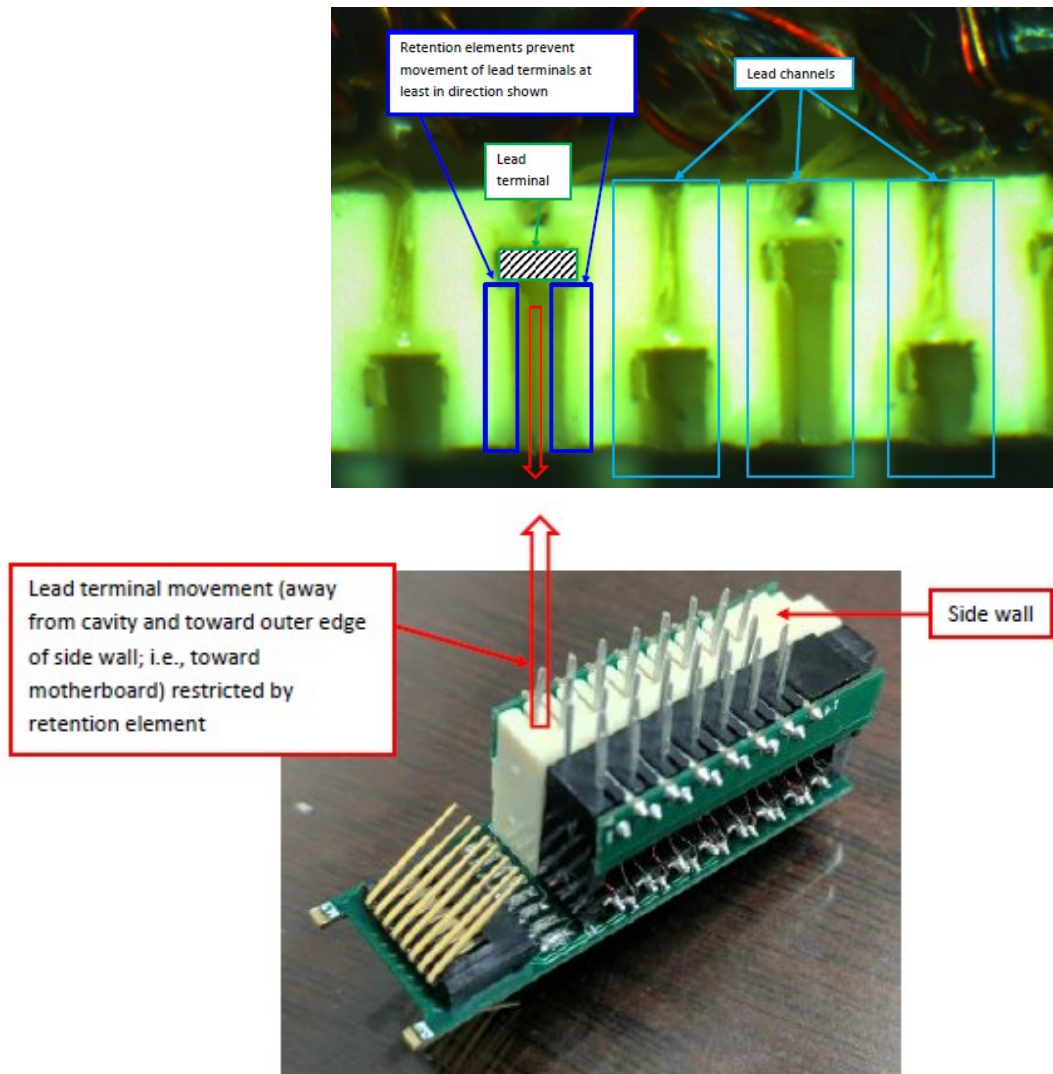 Retention elements prevent
movement of lead terminals at
least in direction shown
Lead channels
Lead
terminal
Lead terminal movement (away
from cavity and toward outer edge
of side wall; i.e., toward
motherboard) restricted by
retention element
Side wall